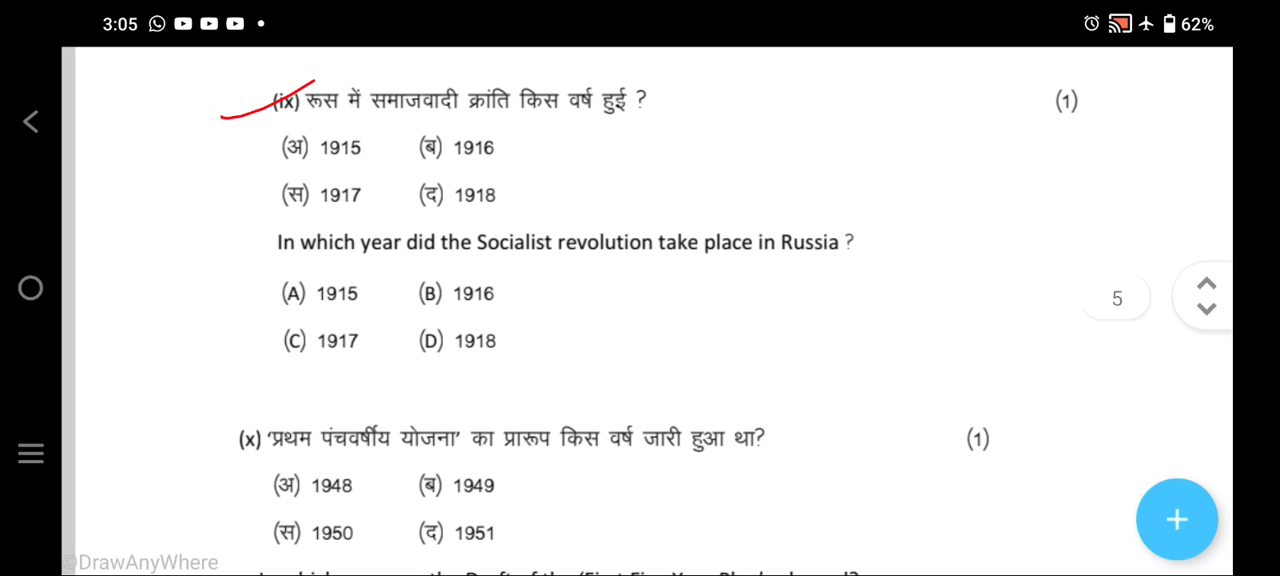 3:05 62%
(ix) रूस में समाजवादी क्रांति किस वर्ष हुई ? (1)
(अ) 1915 (ब) 1916
(स) 1917 (द) 1918
In which year did the Socialist revolution take place in Russia ?
(A) 1915 (B) 1916
5
(C) 1917 (D) 1918
(x) ‘प्रथम पंचवर्षीय योजना’ का प्रारूप किस वर्ष जारी हुआ था? (1)
(अ) 1948 (ब) 1949
(स) 1950 (द) 1951
©DrawAnyWhere